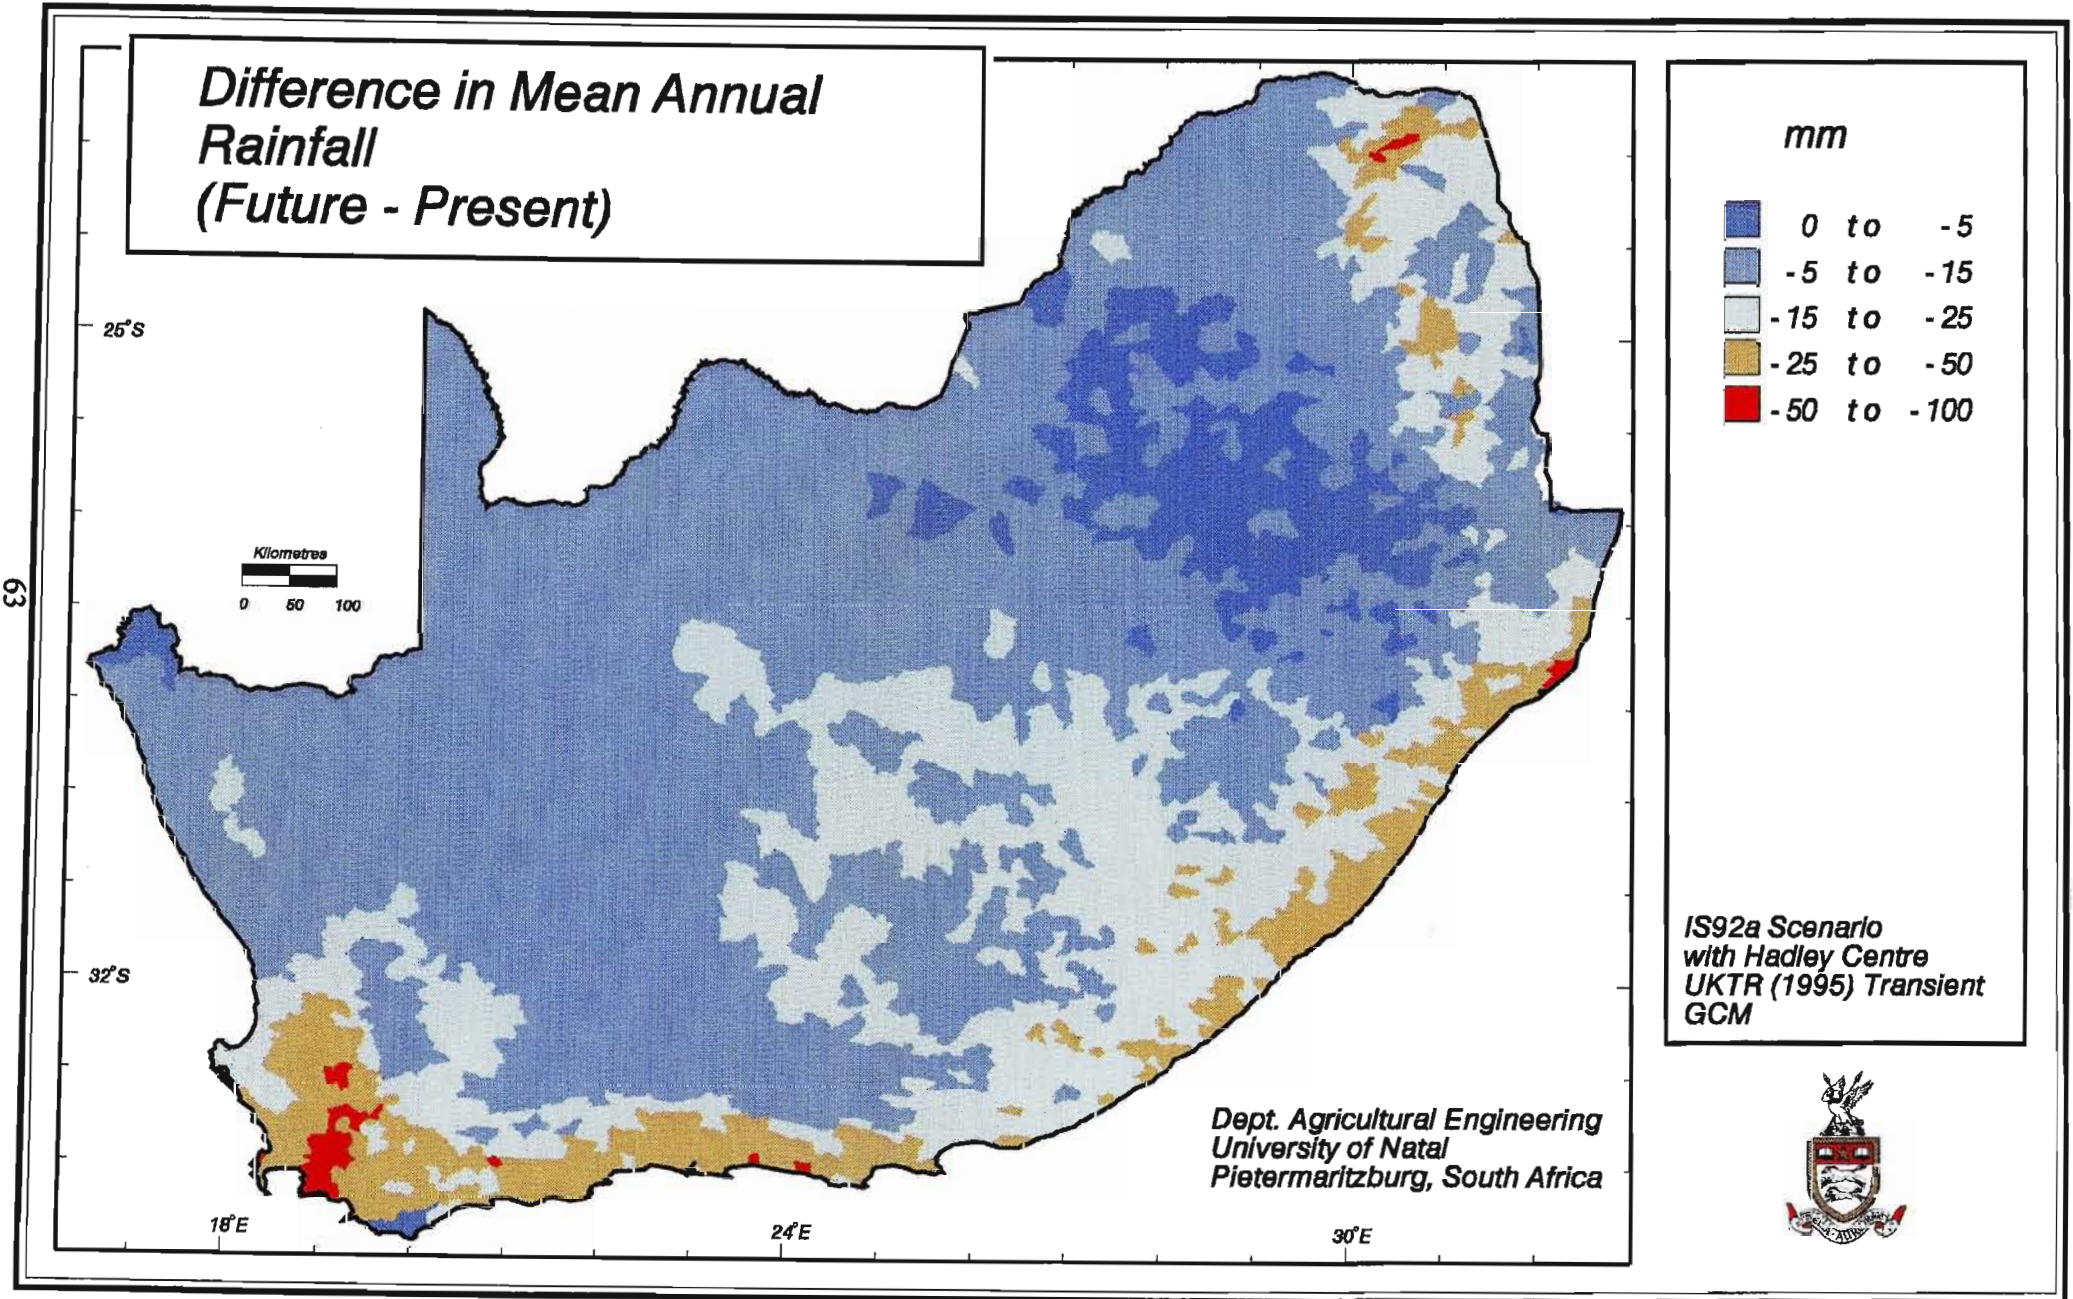 Difference in Mean Annual
Rainfall
(Future - Present)
mm
0 to -5
-5 to -15
-15 to -25
-25 to -50
-50 to -100
25°S
Kilometres
0 50 100
63
32°S
IS92a Scenario
with Hadley Centre
UKTR (1995) Transient
GCM
Dept. Agricultural Engineering
University of Natal
Pietermaritzburg, South Africa
18°E
24°E
30°E